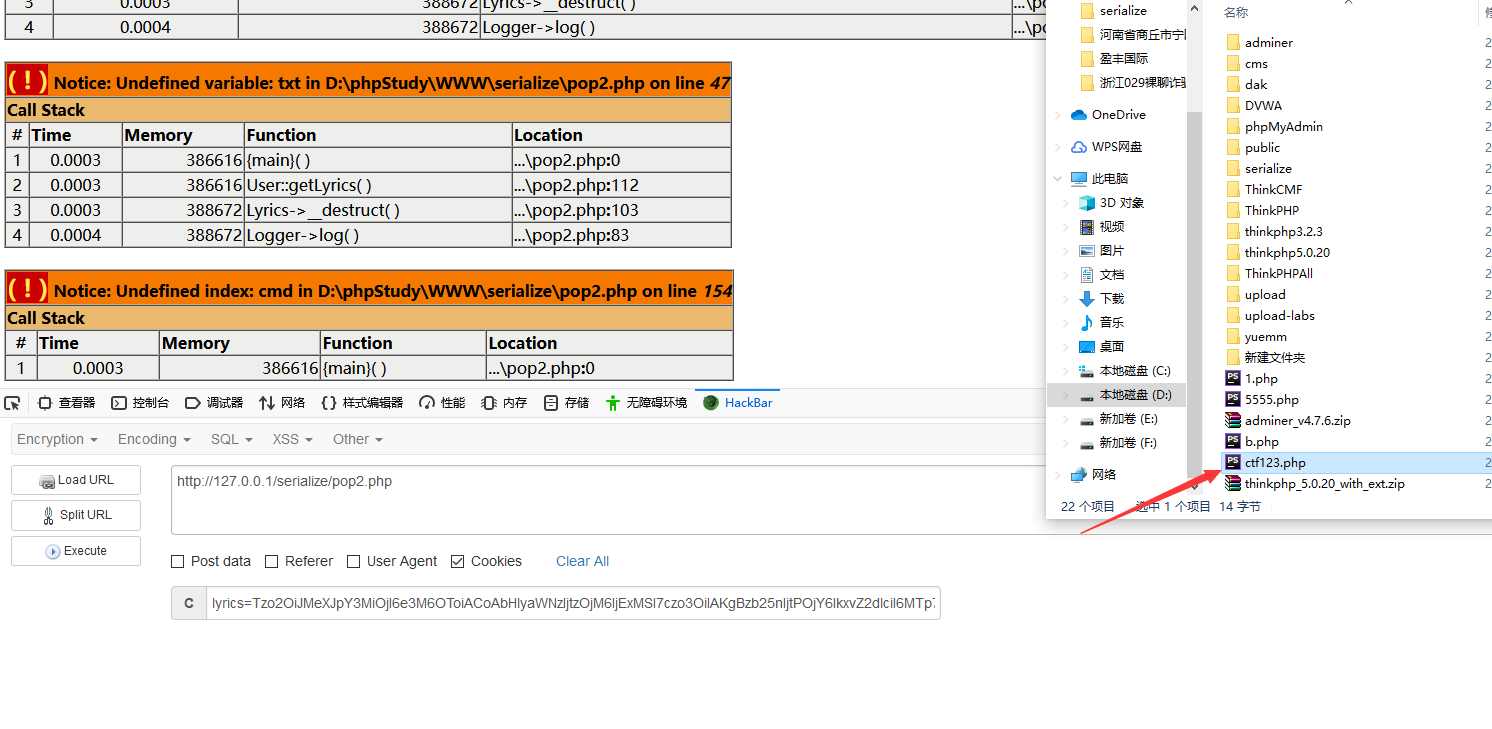 3 0.0003 388672 Lyrics->__destruct( )
4 0.0004 388672 Logger->log( ) ...\po
( ! ) Notice: Undefined variable: txt in D:\phpStudy\WWW\serialize\pop2.php on line 47
Call Stack
# Time Memory Function Location
1 0.0003 386616 {main}( ) ...\pop2.php:0
2 0.0003 386616 User::getLyrics( ) ...\pop2.php:112
3 0.0003 388672 Lyrics->__destruct( ) ...\pop2.php:103
4 0.0004 388672 Logger->log( ) ...\pop2.php:83
( ! ) Notice: Undefined index: cmd in D:\phpStudy\WWW\serialize\pop2.php on line 154
Call Stack
# Time Memory Function Location
1 0.0003 386616 {main}( ) ...\pop2.php:0
查看器 控制台 调试器 网络 样式编辑器 性能 内存 存储 无障碍环境 HackBar
Encryption Encoding SQL XSS Other
Load URL
Split URL
Execute
http://127.0.0.1/serialize/pop2.php
Post data Referer User Agent Cookies Clear All
C
serialize
河南省商丘市宁
盈丰国际
浙江029裸聊诈
OneDrive
WPS网盘
此电脑
3D 对象
视频
图片
文档
下载
音乐
桌面
本地磁盘 (C:)
本地磁盘 (D:)
新加卷 (E:)
新加卷 (F:)
网络
名称
adminer
cms
dak
DVWA
phpMyAdmin
public
serialize
ThinkCMF
ThinkPHP
thinkphp3.2.3
thinkphp5.0.20
ThinkPHPAll
upload
upload-labs
yuemm
新建文件夹
1.php
5555.php
adminer_v4.7.6.zip
b.php
ctf123.php
thinkphp_5.0.20_with_ext.zip
22 个项目 选中 1 个项目 14 字节